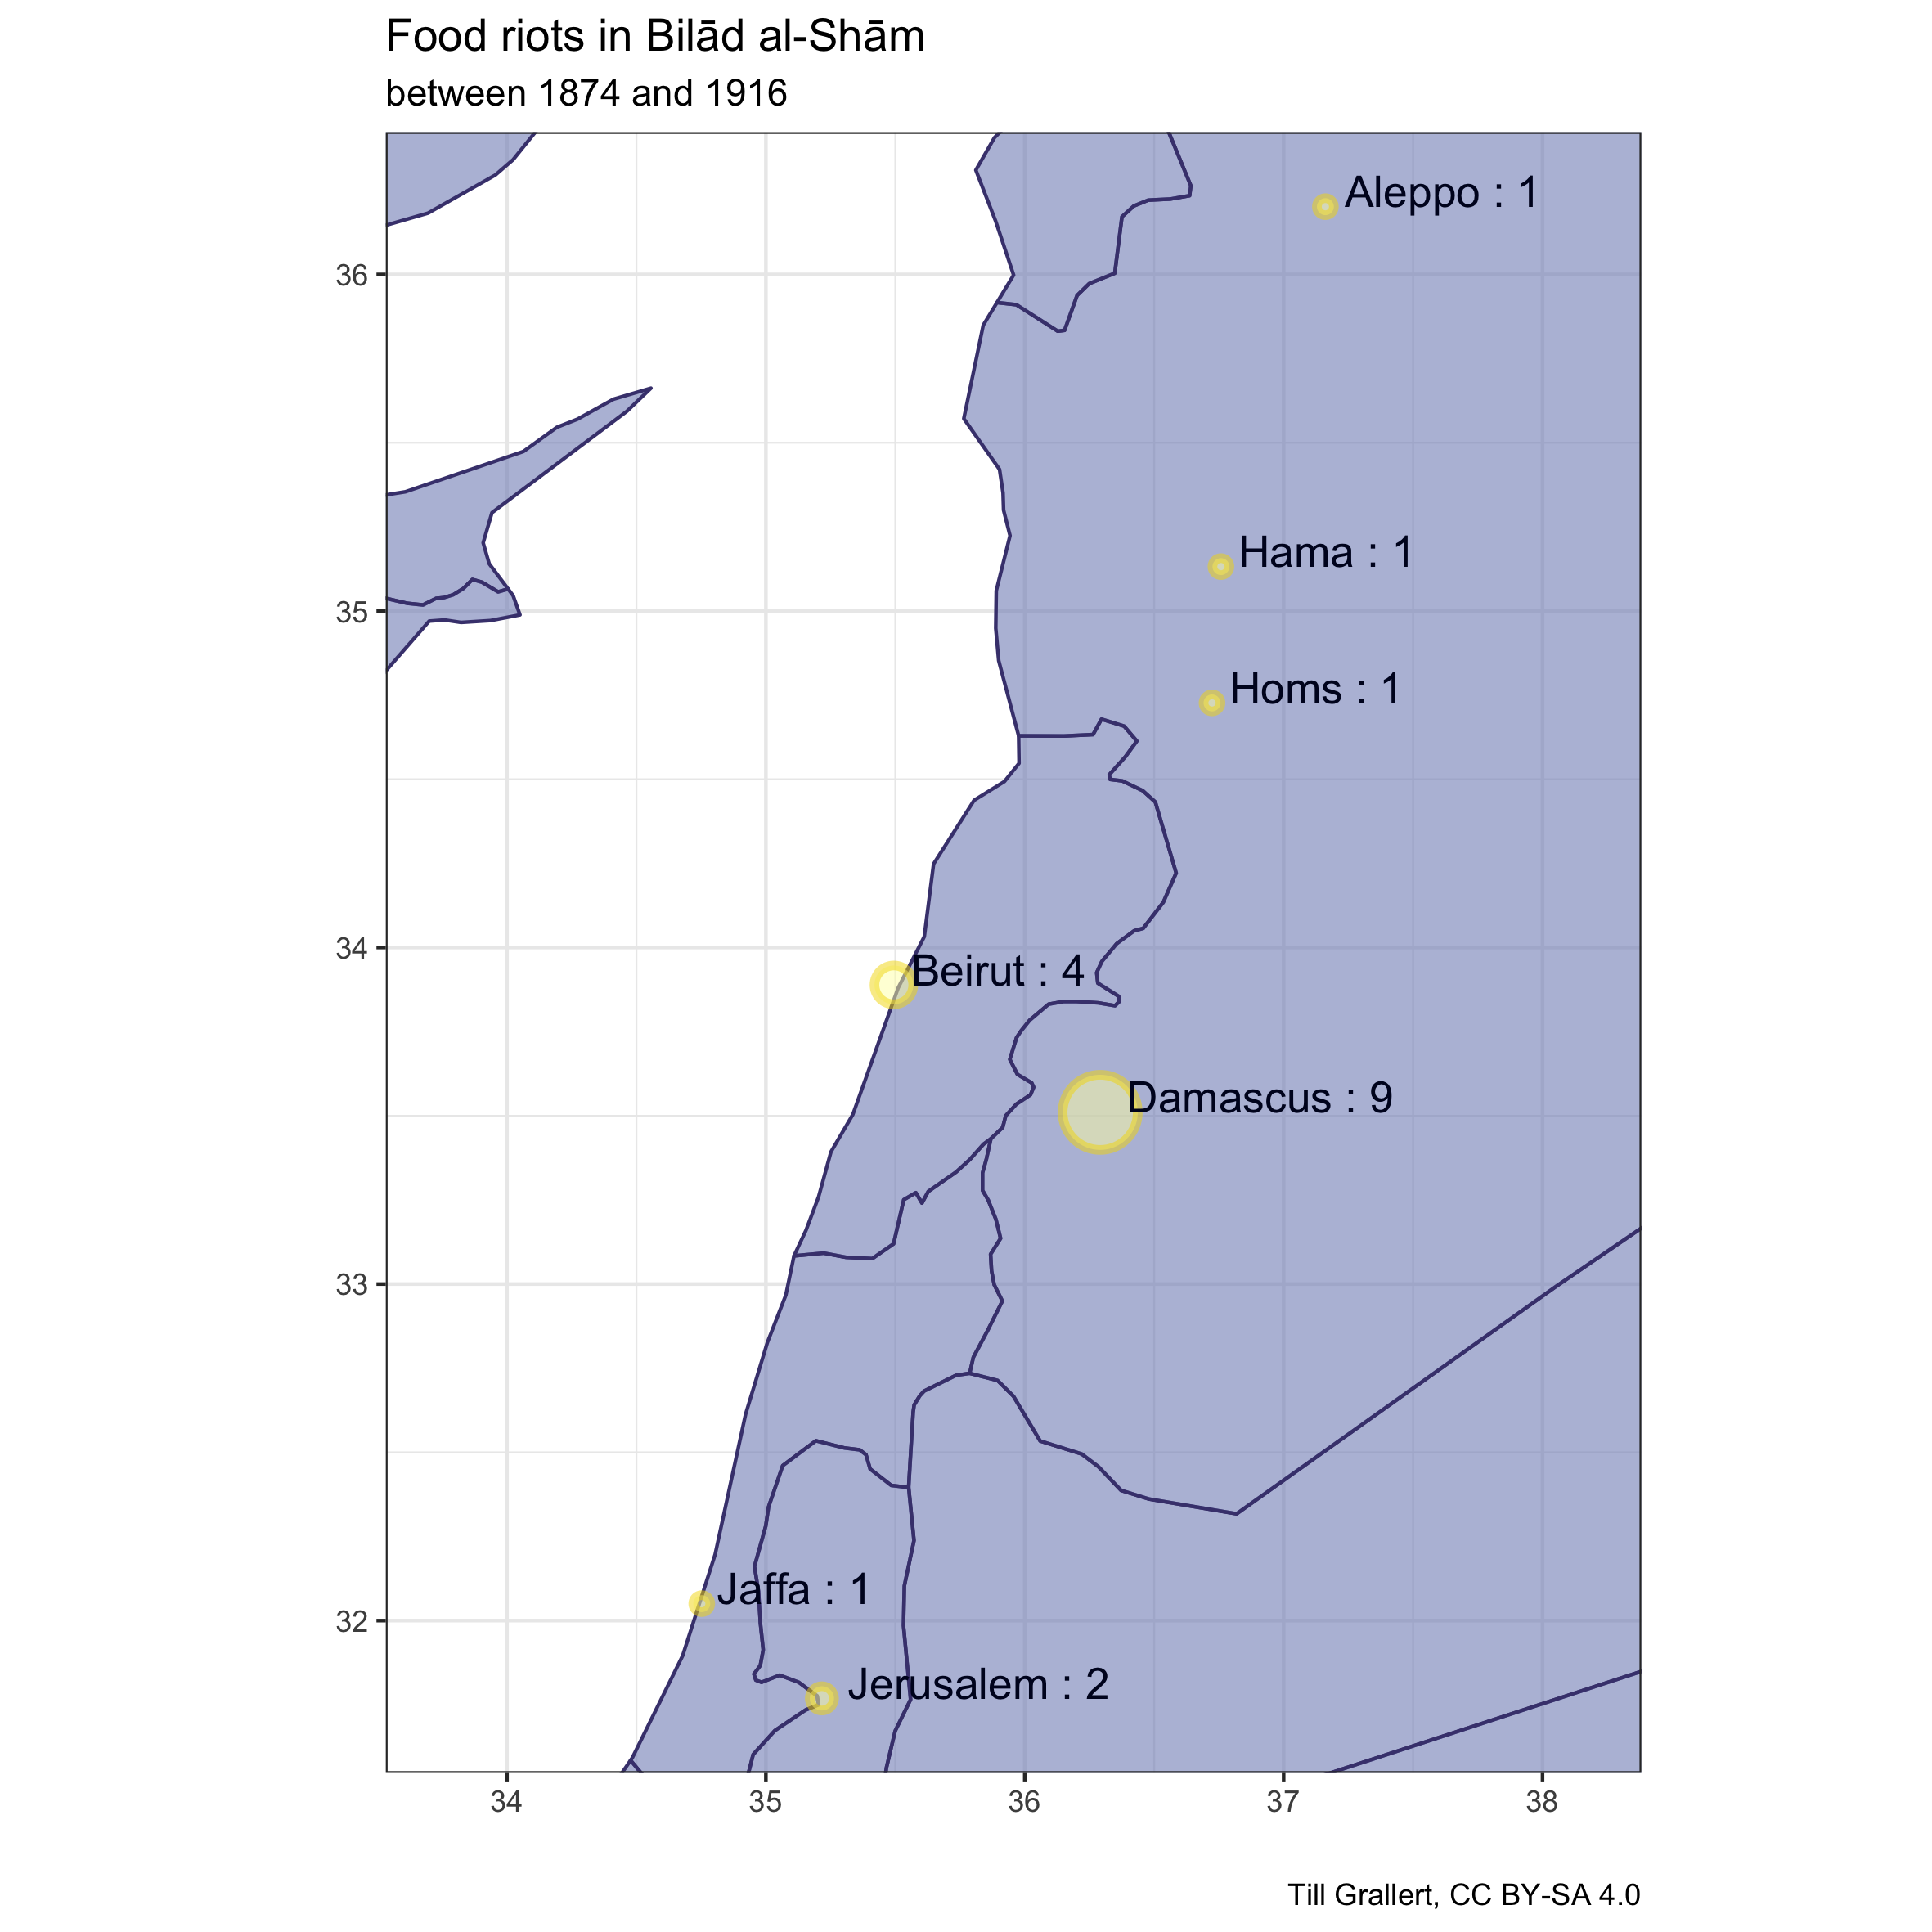 Food riots in Bilād al-Shām
between 1874 and 1916
Aleppo : 1
36
Hama : 1
35
Homs : 1
34
Beirut : 4
Damascus : 9
33
Jaffa : 1
32
Jerusalem : 2
34 35 36 37 38
Till Grallert, CC BY-SA 4.0